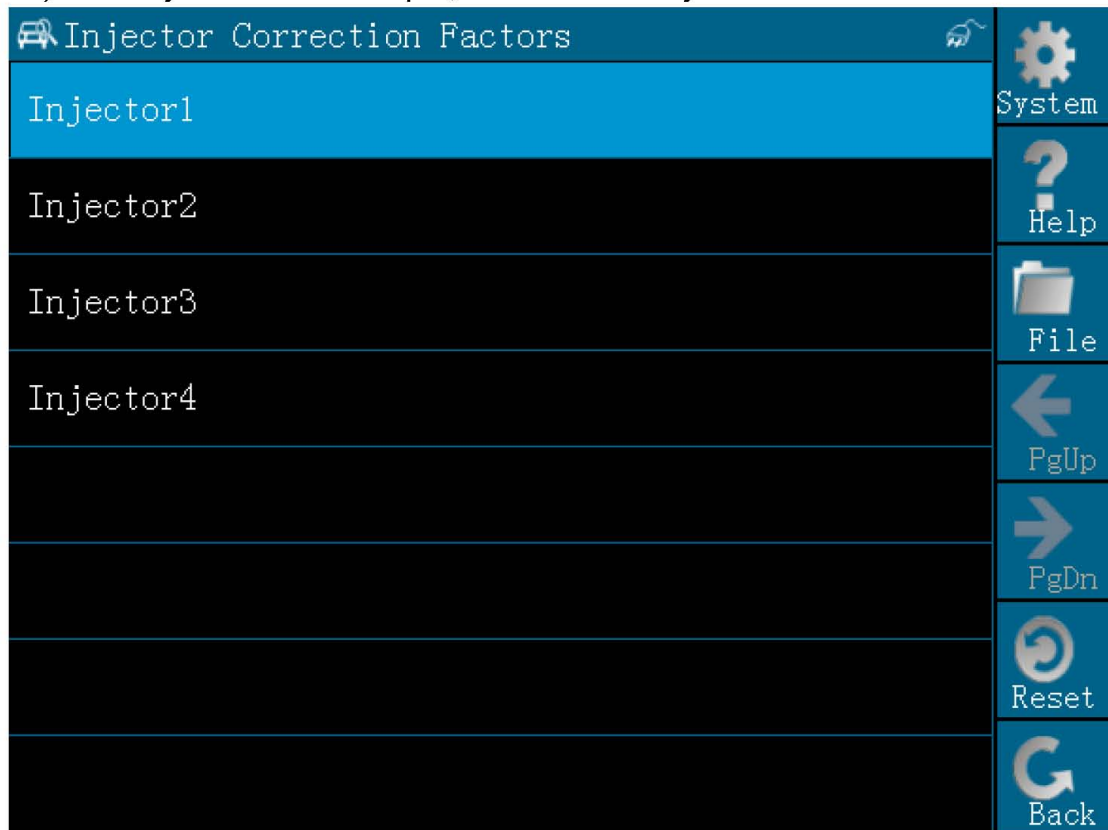 Injector Correction Factors
Injector1
Injector2
Injector3
Injector4
System
Help
File
PgUp
PgDn
Reset
Back